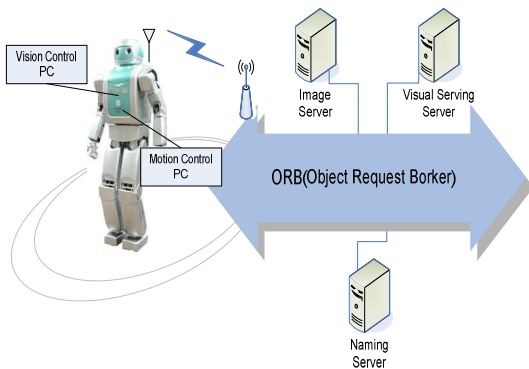 Vision Control
PC
Image
Server
Visual Serving
Server
Motion Control
PC
ORB(Object Request Borker)
Naming
Server